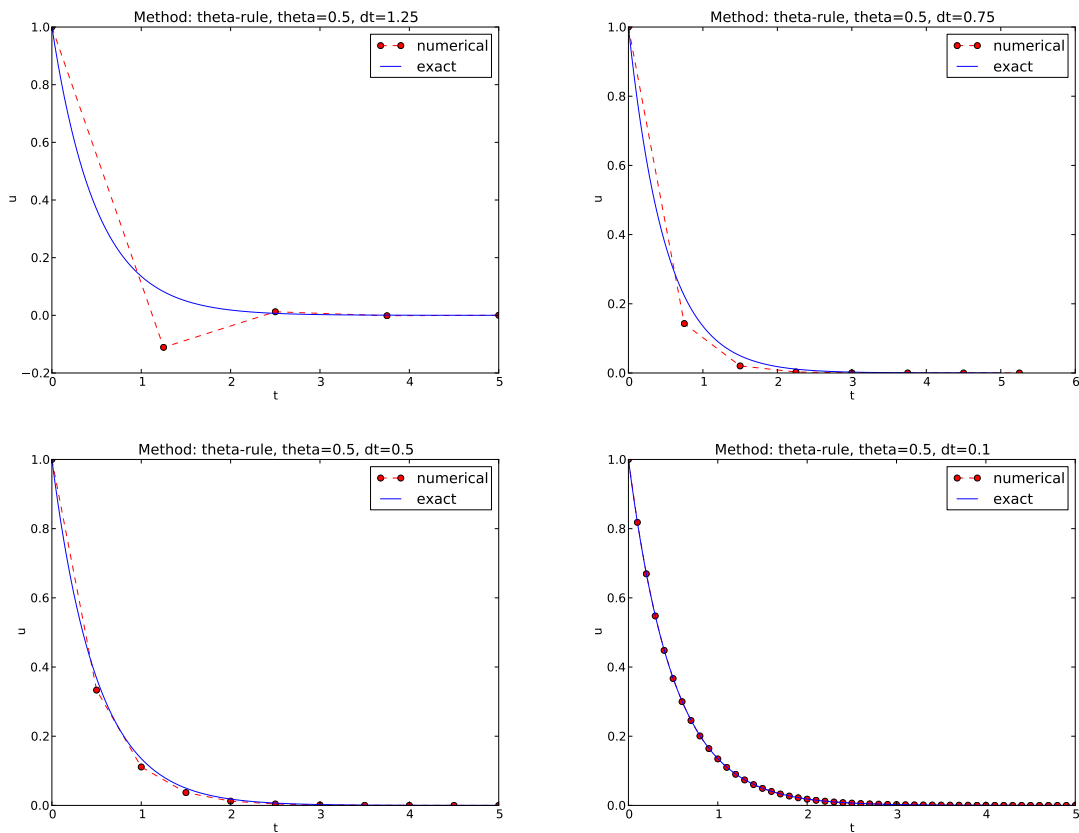 Method: theta-rule, theta=0.5, dt=1.25
1.0
0.8
0.6
0.4
0.2
0.0
−0.2
u
0 1 2 3 4 5
t
numerical
exact
Method: theta-rule, theta=0.5, dt=0.75
1.0
0.8
0.6
0.4
0.2
0.0
u
0 1 2 3 4 5 6
t
numerical
exact
Method: theta-rule, theta=0.5, dt=0.5
1.0
0.8
0.6
0.4
0.2
0.0
u
0 1 2 3 4 5
t
numerical
exact
Method: theta-rule, theta=0.5, dt=0.1
1.0
0.8
0.6
0.4
0.2
0.0
u
0 1 2 3 4 5
t
numerical
exact